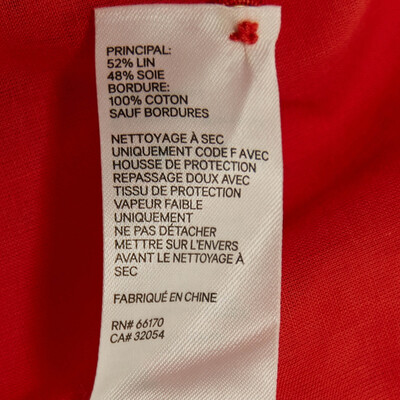 PRINCIPAL:
52% LIN
48% SOIE
BORDURE:
100% COTON
SAUF BORDURES
NETTOYAGE À SEC
UNIQUEMENT CODE F AVEC
HOUSSE DE PROTECTION
REPASSAGE DOUX AVEC
TISSU DE PROTECTION
VAPEUR FAIBLE
UNIQUEMENT
NE PAS DÉTACHER
METTRE SUR L'ENVERS
AVANT LE NETTOYAGE À
SEC
FABRIQUÉ EN CHINE
RN# 66170
CA# 32054